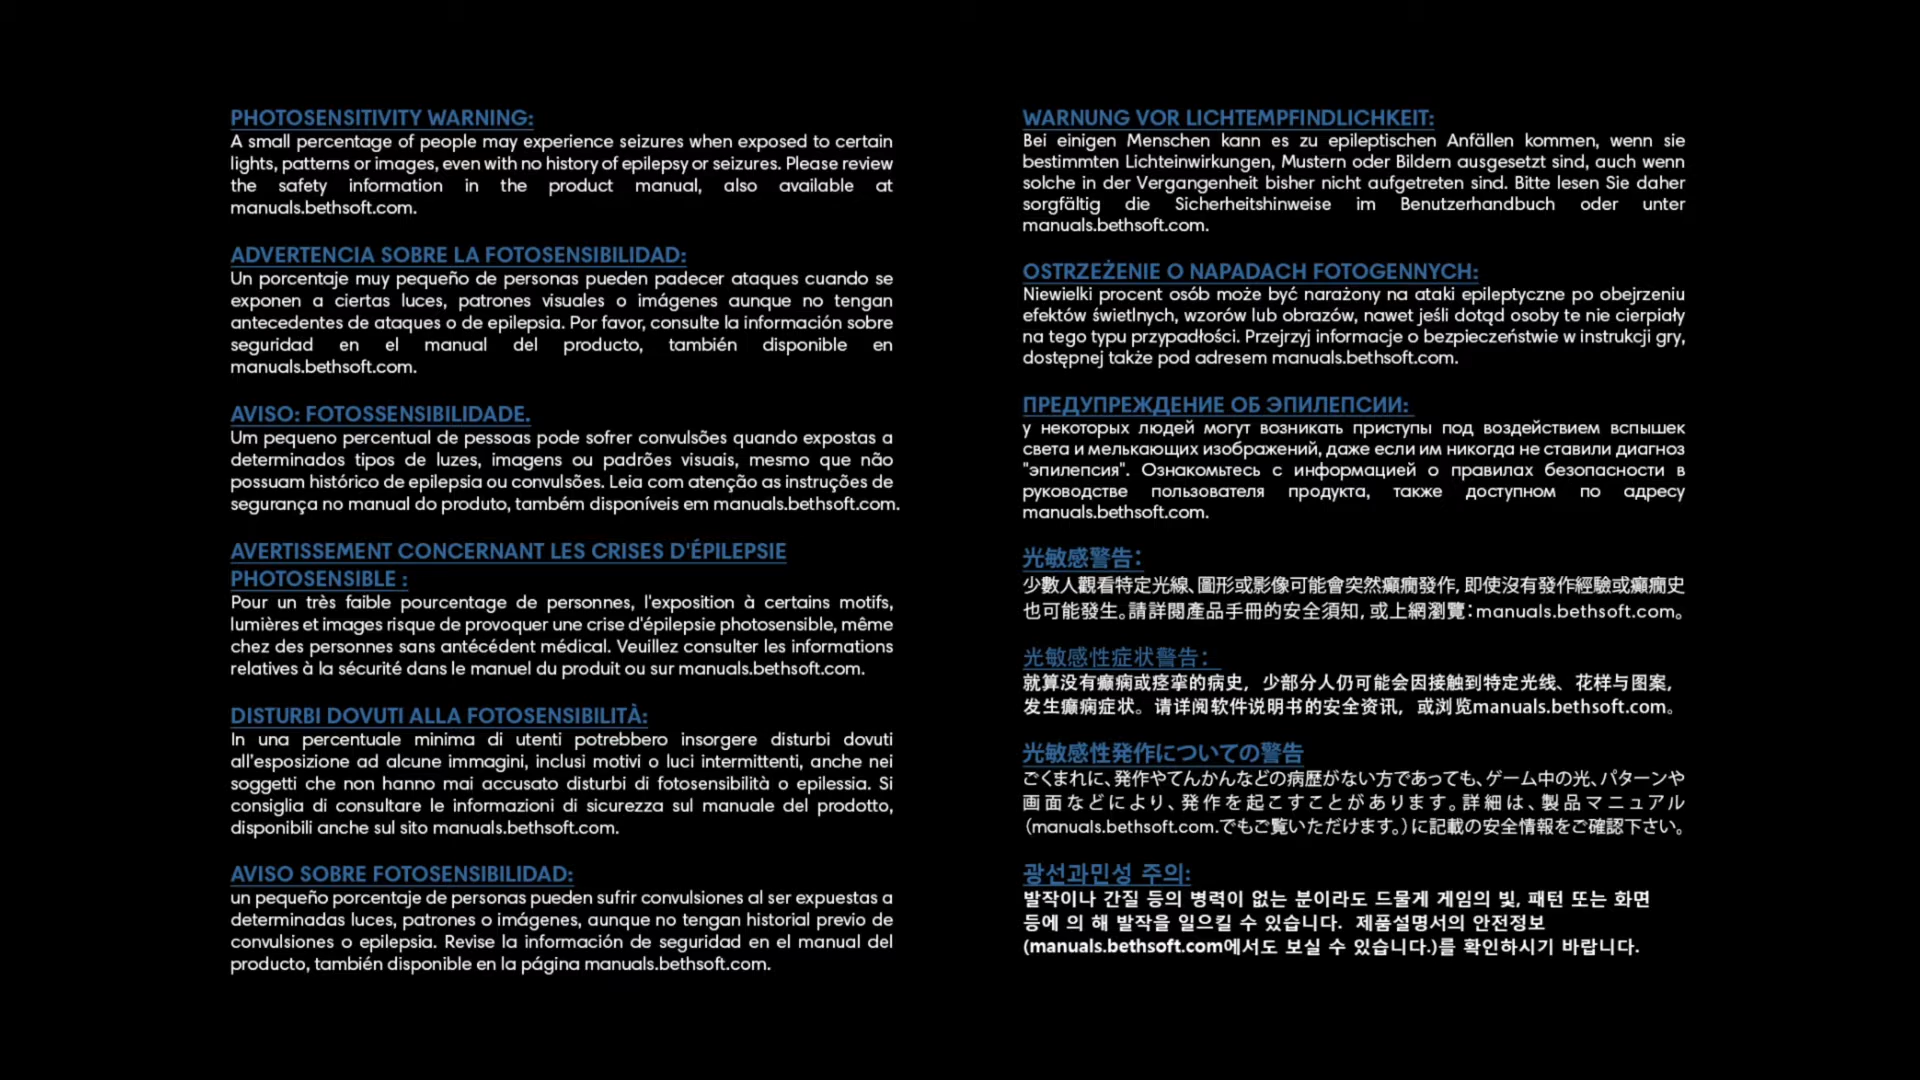 PHOTOSENSITIVITY WARNING:
A small percentage of people may experience seizures when exposed to certain
lights, patterns or images, even with no history of epilepsy or seizures. Please review
the safety information in the product manual, also available at
manuals.bethsoft.com.
ADVERTENCIA SOBRE LA FOTOSENSIBILIDAD:
Un porcentaje muy pequeño de personas pueden padecer ataques cuando se
exponen a ciertas luces, patrones visuales o imágenes aunque no tengan
antecedentes de ataques o de epilepsia. Por favor, consulte la información sobre
seguridad en el manual del producto, también disponible en
manuals.bethsoft.com.
AVISO: FOTOSSENSIBILIDADE.
Um pequeno percentual de pessoas pode sofrer convulsões quando expostas a
determinados tipos de luzes, imagens ou padrões visuais, mesmo que não
possuam histórico de epilepsia ou convulsões. Leia com atenção as instruções de
segurança no manual do produto, também disponíveis em manuals.bethsoft.com.
AVERTISSEMENT CONCERNANT LES CRISES D'ÉPILEPSIE
PHOTOSENSIBLE :
Pour un très faible pourcentage de personnes, l'exposition à certains motifs,
lumières et images risque de provoquer une crise d'épilepsie photosensible, même
chez des personnes sans antécédent médical. Veuillez consulter les informations
relatives à la sécurité dans le manuel du produit ou sur manuals.bethsoft.com.
DISTURBI DOVUTI ALLA FOTOSENSIBILITÀ:
In una percentuale minima di utenti potrebbero insorgere disturbi dovuti
all'esposizione ad alcune immagini, inclusi motivi o luci intermittenti, anche nei
soggetti che non hanno mai accusato disturbi di fotosensibilità o epilessia. Si
consiglia di consultare le informazioni di sicurezza sul manuale del prodotto,
disponibili anche sul sito manuals.bethsoft.com.
AVISO SOBRE FOTOSENSIBILIDAD:
un pequeño porcentaje de personas pueden sufrir convulsiones al ser expuestas a
determinadas luces, patrones o imágenes, aunque no tengan historial previo de
convulsiones o epilepsia. Revise la información de seguridad en el manual del
producto, también disponible en la página manuals.bethsoft.com.
WARNUNG VOR LICHTEMPFINDLICHKEIT:
Bei einigen Menschen kann es zu epileptischen Anfällen kommen, wenn sie
bestimmten Lichteinwirkungen, Mustern oder Bildern ausgesetzt sind, auch wenn
solche in der Vergangenheit bisher nicht aufgetreten sind. Bitte lesen Sie daher
sorgfältig die Sicherheitshinweise im Benutzerhandbuch oder unter
manuals.bethsoft.com.
OSTRZEŻENIE O NAPADACH FOTOGENNYCH:
Niewielki procent osób może być narażony na ataki epileptyczne po obejrzeniu
efektów świetlnych, wzorów lub obrazów, nawet jeśli dotąd osoby te nie cierpiały
na tego typu przypadłości. Przejrzyj informacje o bezpieczeństwie w instrukcji gry,
dostępnej także pod adresem manuals.bethsoft.com.
ПРЕДУПРЕЖДЕНИЕ ОБ ЭПИЛЕПСИИ:
у некоторых людей могут возникать приступы под воздействием вспышек
света и мелькающих изображений, даже если им никогда не ставили диагноз
"эпилепсия". Ознакомьтесь с информацией о правилах безопасности в
руководстве пользователя продукта, также доступном по адресу
manuals.bethsoft.com.
光敏感警告：
少數人觀看特定光線、圖形或影像可能會突然癲癇發作，即使沒有發作經驗或癲癇史
也可能發生。請詳閱產品手冊的安全須知，或上網瀏覽：manuals.bethsoft.com。
光敏感性症状警告：
就算没有癫痫或痉挛的病史，少部分人仍可能会因接触到特定光线、花样与图案，
发生癫痫症状。请详阅软件说明书的安全资讯，或浏览manuals.bethsoft.com。
光敏感性発作についての警告
ごくまれに、発作やてんかんなどの病歴がない方であっても、ゲーム中の光、パターンや
画面などにより、発作を起こすことがあります。詳細は、製品マニュアル
（manuals.bethsoft.com.でもご覧いただけます。）に記載の安全情報をご確認下さい。
광선과민성 주의:
발작이나 간질 등의 병력이 없는 분이라도 드물게 게임의 빛, 패턴 또는 화면
등에 의 해 발작을 일으킬 수 있습니다. 제품설명서의 안전정보
(manuals.bethsoft.com에서도 보실 수 있습니다.)를 확인하시기 바랍니다.